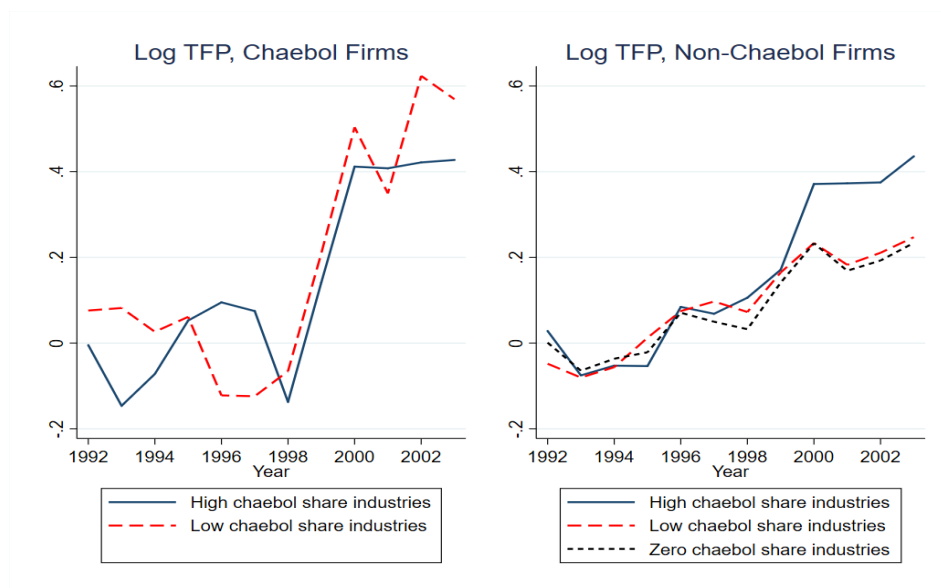 Log TFP, Chaebol Firms
.6
.4
.2
0
-.2
1992 1994 1996 1998 2000 2002
Year
High chaebol share industries
Low chaebol share industries
Log TFP, Non-Chaebol Firms
.6
.4
.2
0
-.2
1992 1994 1996 1998 2000 2002
Year
High chaebol share industries
Low chaebol share industries
Zero chaebol share industries